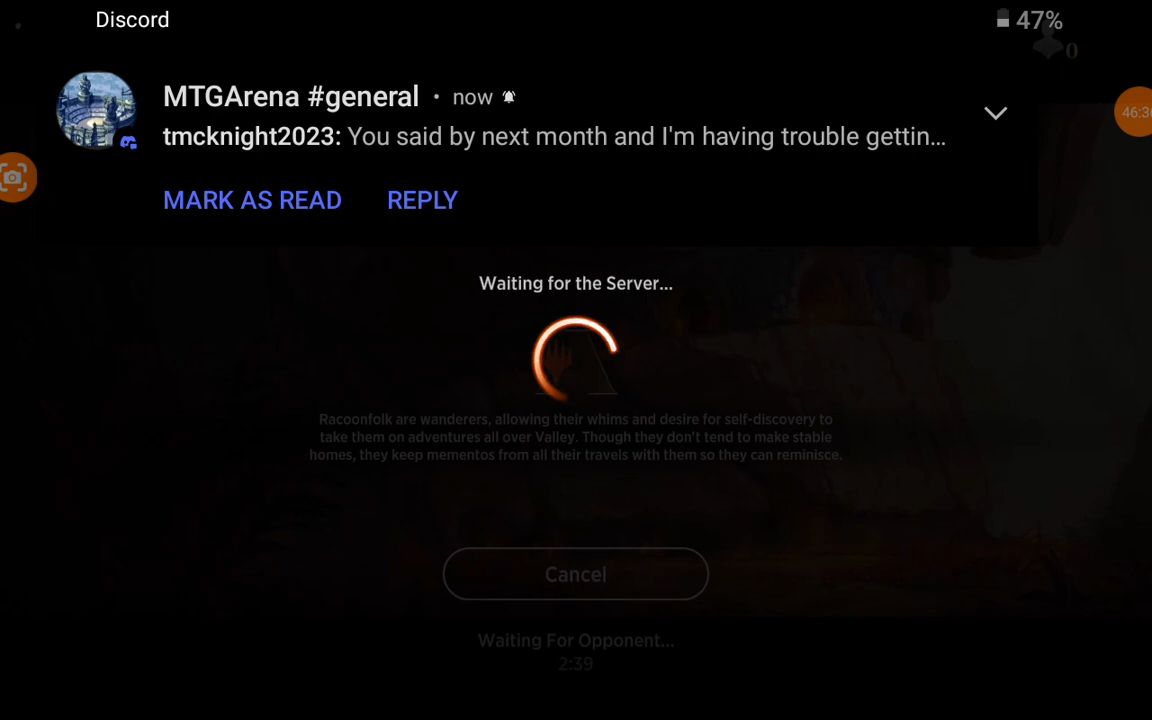 Discord
47%
0
MTGArena #general • now
46:3
tmcknight2023: You said by next month and I'm having trouble gettin...
MARK AS READ REPLY
Waiting for the Server...
Racoonfolk are wanderers, allowing their whims and desire for self-discovery to
take them on adventures all over Valley. Though they don't tend to make stable
homes, they keep mementos from all their travels with them so they can reminisce.
Cancel
Waiting For Opponent...
2:39